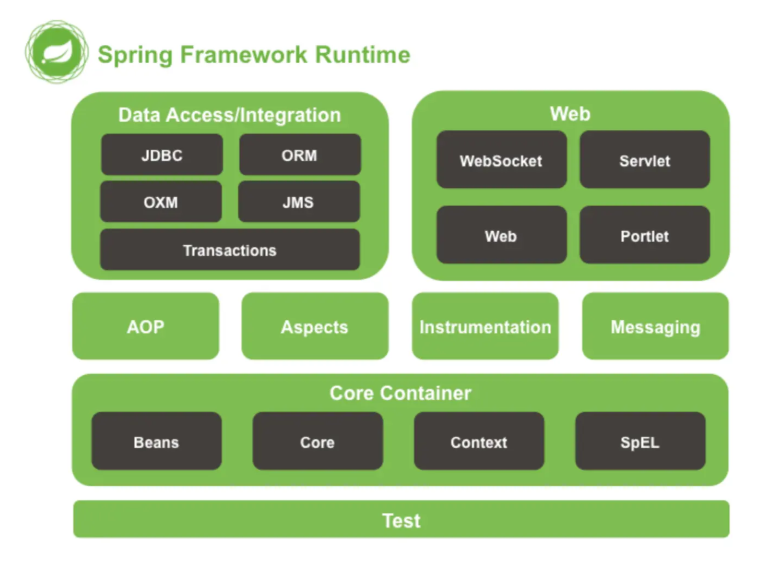 Spring Framework Runtime
Data Access/Integration
JDBC
ORM
OXM
JMS
Transactions
Web
WebSocket
Servlet
Web
Portlet
AOP
Aspects
Instrumentation
Messaging
Core Container
Beans
Core
Context
SpEL
Test